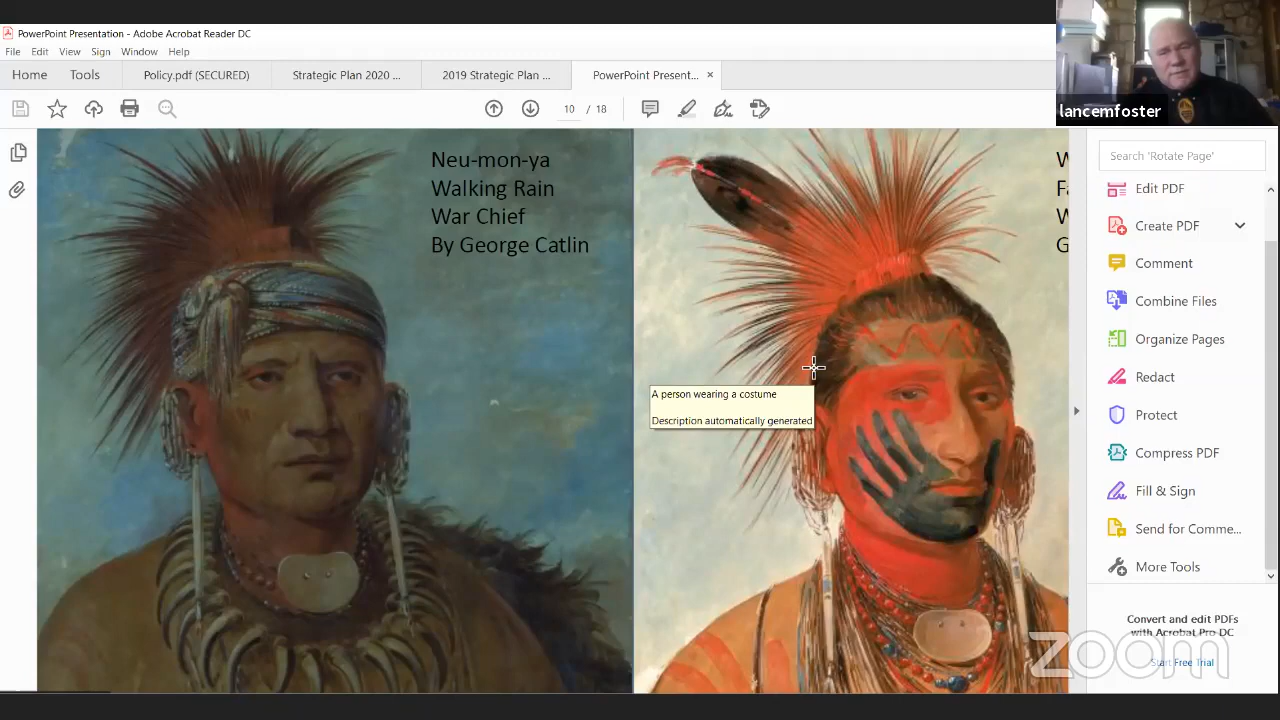 PowerPoint Presentation - Adobe Acrobat Reader DC
File Edit View Sign Window Help
Home Tools Policy.pdf (SECURED) Strategic Plan 2020 ... 2019 Strategic Plan ... PowerPoint Present... ×
10 / 18
lancemfoster
Neu-mon-ya
Walking Rain
War Chief
By George Catlin
W
Fa
W
G
A person wearing a costume
Description automatically generated
Search 'Rotate Page'
Edit PDF
Create PDF
Comment
Combine Files
Organize Pages
Redact
Protect
Compress PDF
Fill & Sign
Send for Comme...
More Tools
Convert and edit PDFs
with Acrobat Pro DC
Start Free Trial
zoom